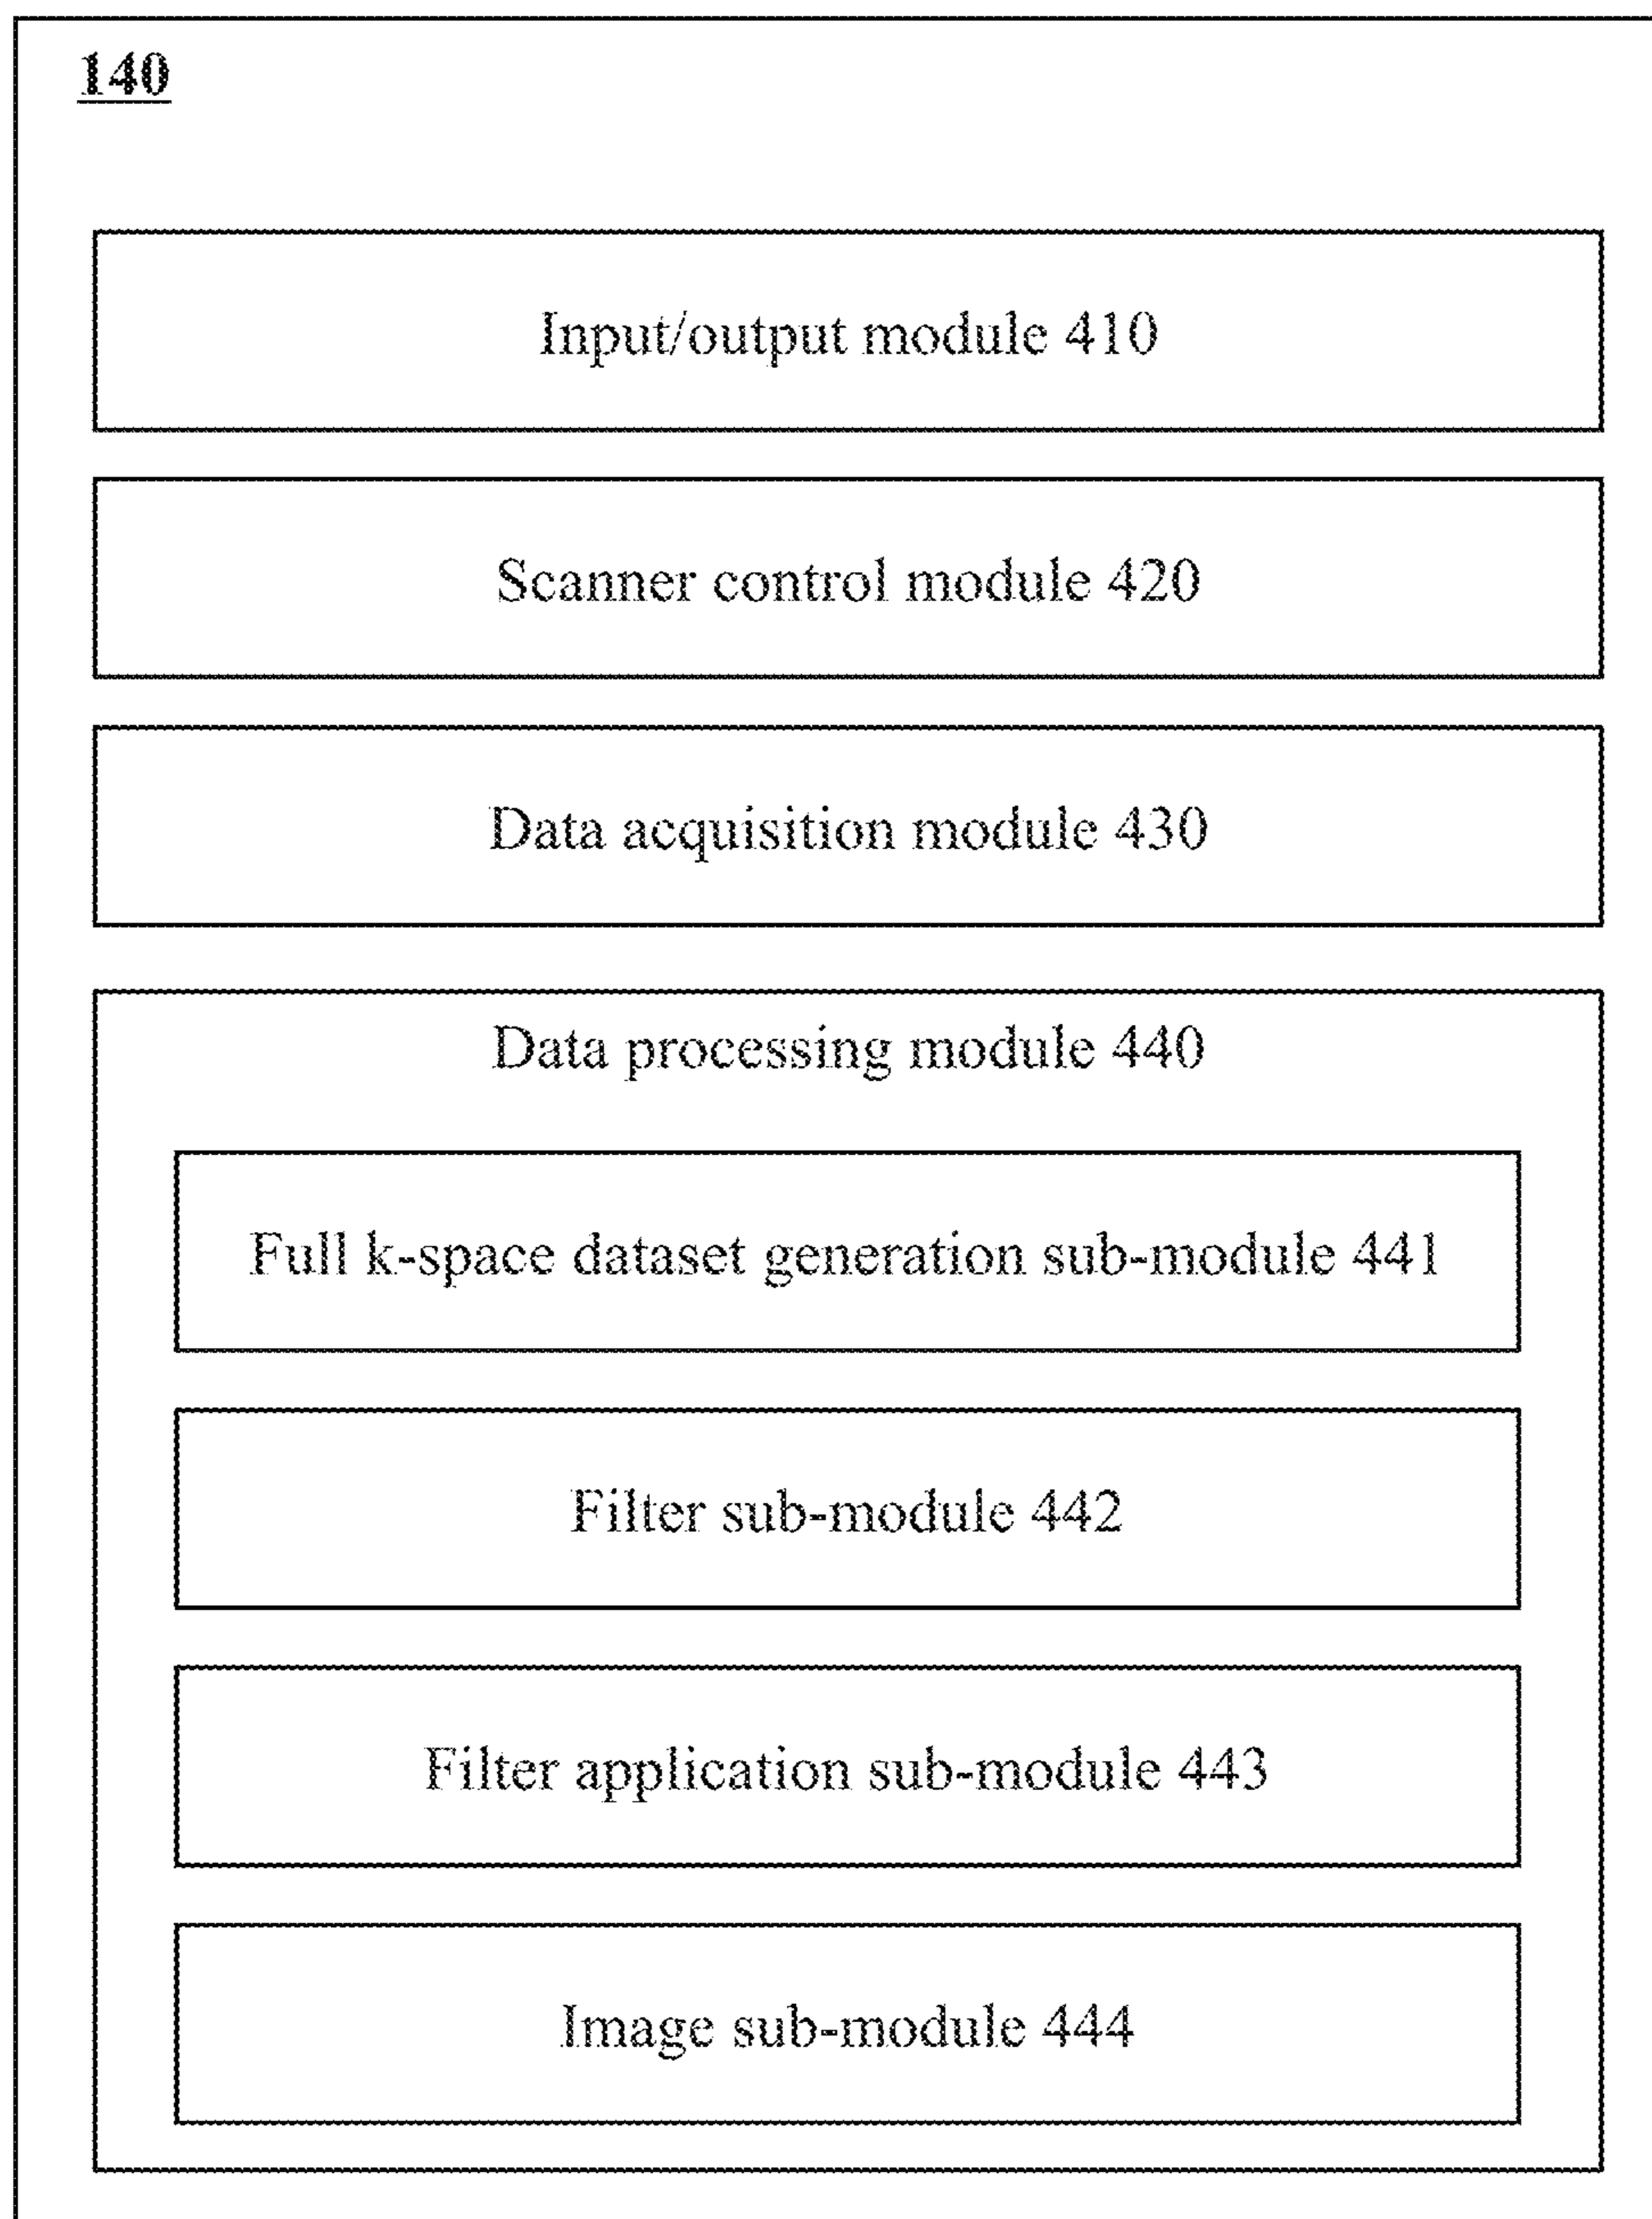 140
Input/output module 410
Scanner control module 420
Data acquisition module 430
Data processing module 440
Full k-space dataset generation sub-module 441
Filter sub-module 442
Filter application sub-module 443
Image sub-module 444